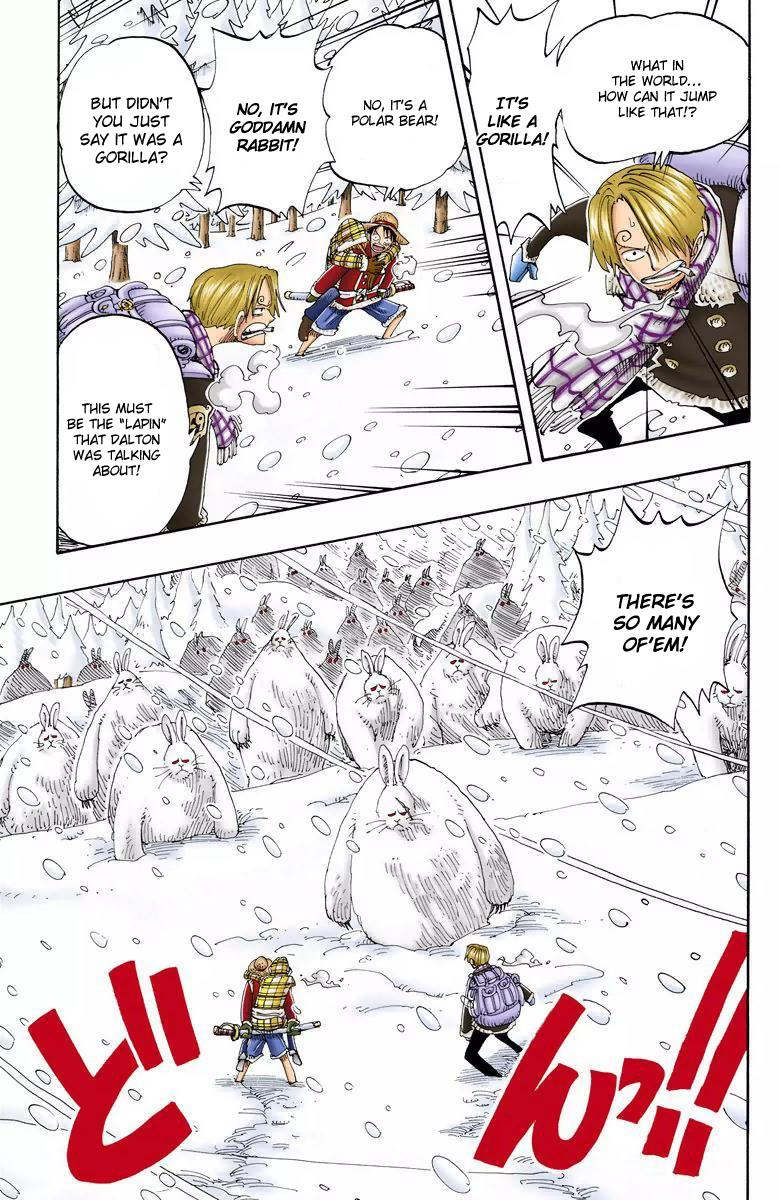 WHAT IN
THE WORLD...
HOW CAN IT JUMP
LIKE THAT!?
IT'S
LIKE A
GORILLA!
NO, IT'S A
POLAR BEAR!
NO, IT'S
GODDAMN
RABBIT!
BUT DIDN'T
YOU JUST
SAY IT WAS A
GORILLA?
THIS MUST
BE THE "LAPIN"
THAT DALTON
WAS TALKING
ABOUT!
THERE'S
SO MANY
OF'EM!
どんっ!!